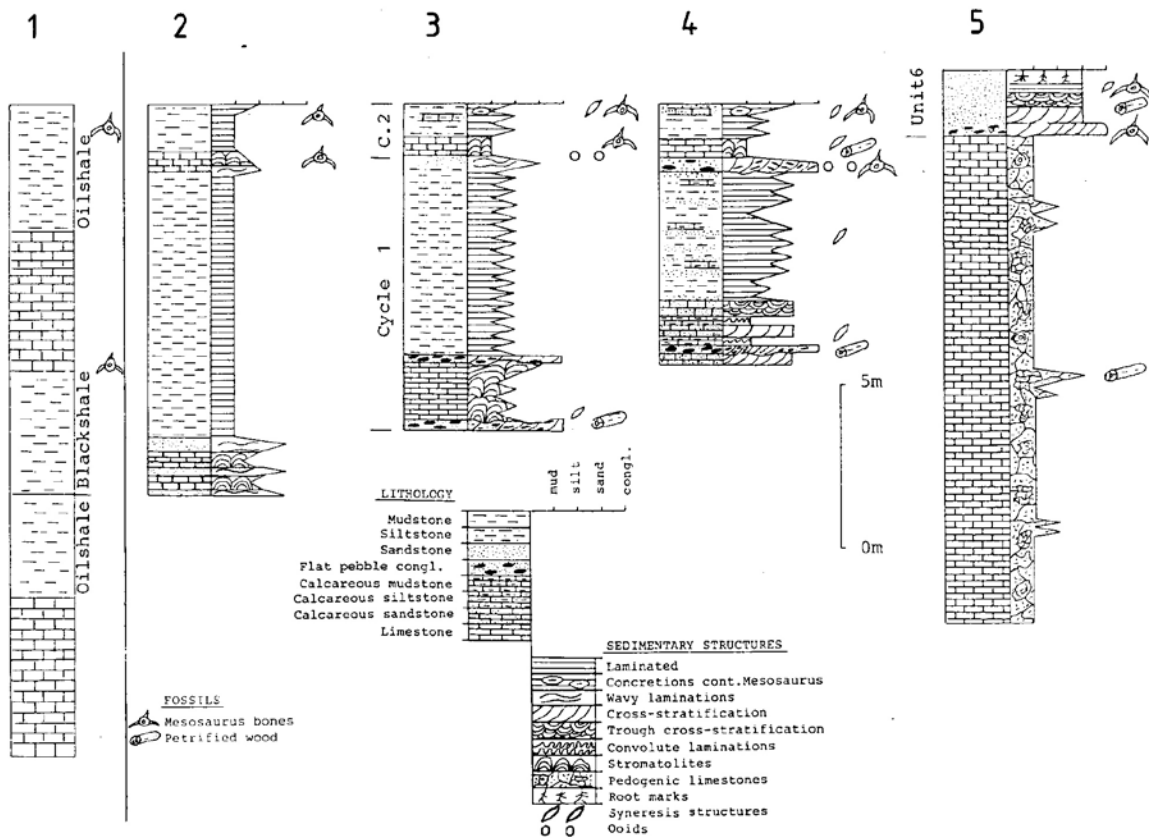 1
2
3
4
5
Oilshale
Blackshale
Oilshale
C.2
Cycle 1
Unit6
5m
0m
mud
silt
sand
congl.
LITHOLOGY
Mudstone
Siltstone
Sandstone
Flat pebble congl.
Calcareous mudstone
Calcareous siltstone
Calcareous sandstone
Limestone
SEDIMENTARY STRUCTURES
Laminated
Concretions cont.Mesosaurus
Wavy laminations
Cross-stratification
Trough cross-stratification
Convolute laminations
Stromatolites
Pedogenic limestones
Root marks
Syneresis structures
Ooids
FOSSILS
Mesosaurus bones
Petrified wood